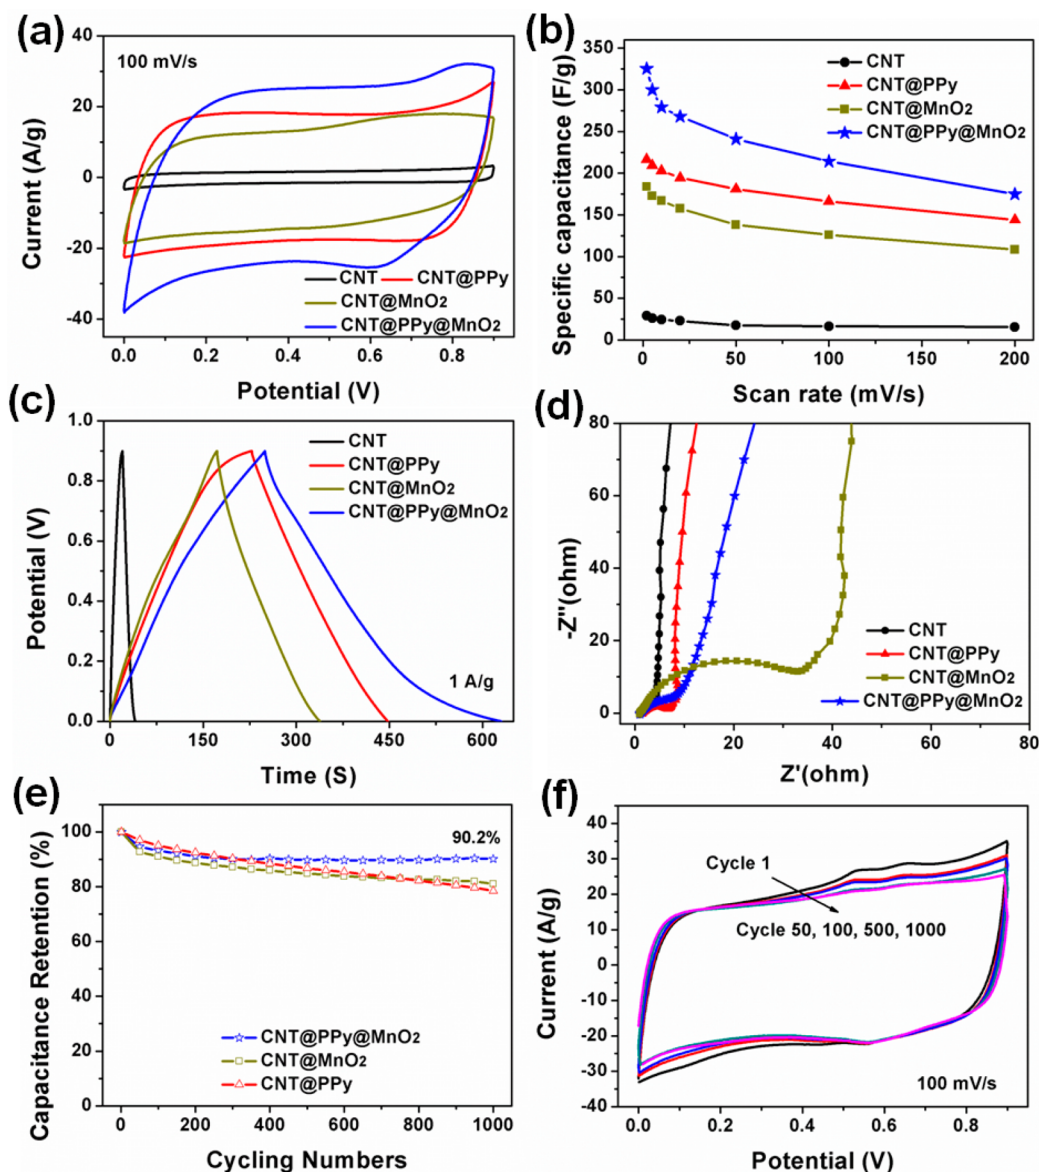 (a)
100 mV/s
40
20
0
-20
-40
0.0 0.2 0.4 0.6 0.8
Current (A/g)
Potential (V)
CNT CNT@PPy
CNT@MnO2
CNT@PPy@MnO2
(b)
350
300
250
200
150
100
50
0
0 50 100 150 200
Specific capacitance (F/g)
Scan rate (mV/s)
CNT
CNT@PPy
CNT@MnO2
CNT@PPy@MnO2
(c)
1.0
0.8
0.6
0.4
0.2
0.0
0 150 300 450 600
Potential (V)
Time (S)
CNT
CNT@PPy
CNT@MnO2
CNT@PPy@MnO2
1 A/g
(d)
80
60
40
20
0
0 20 40 60 80
-Z''(ohm)
Z'(ohm)
CNT
CNT@PPy
CNT@MnO2
CNT@PPy@MnO2
(e)
120
100
80
60
40
20
0
0 200 400 600 800 1000
Capacitance Retention (%)
Cycling Numbers
90.2%
CNT@PPy@MnO2
CNT@MnO2
CNT@PPy
(f)
40
30
20
10
0
-10
-20
-30
-40
0.0 0.2 0.4 0.6 0.8
Current (A/g)
Potential (V)
Cycle 1
Cycle 50, 100, 500, 1000
100 mV/s